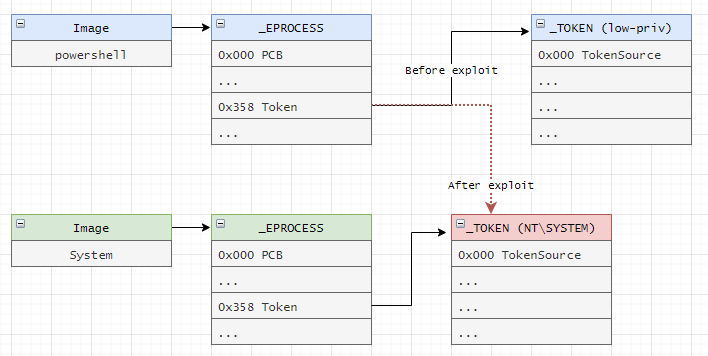 Image
powershell
_EPROCESS
0x000 PCB
...
0x358 Token
...
_TOKEN (low-priv)
0x000 TokenSource
...
...
...
Before exploit
After exploit
Image
System
_EPROCESS
0x000 PCB
...
0x358 Token
...
_TOKEN (NT\SYSTEM)
0x000 TokenSource
...
...
...